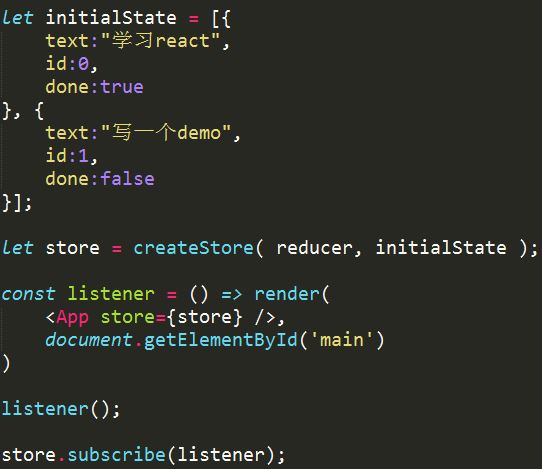 let initialState = [{
    text:"学习react",
    id:0,
    done:true
}, {
    text:"写一个demo",
    id:1,
    done:false
}];

let store = createStore( reducer, initialState );

const listener = () => render(
    <App store={store} />,
    document.getElementById('main')
)

listener();

store.subscribe(listener);